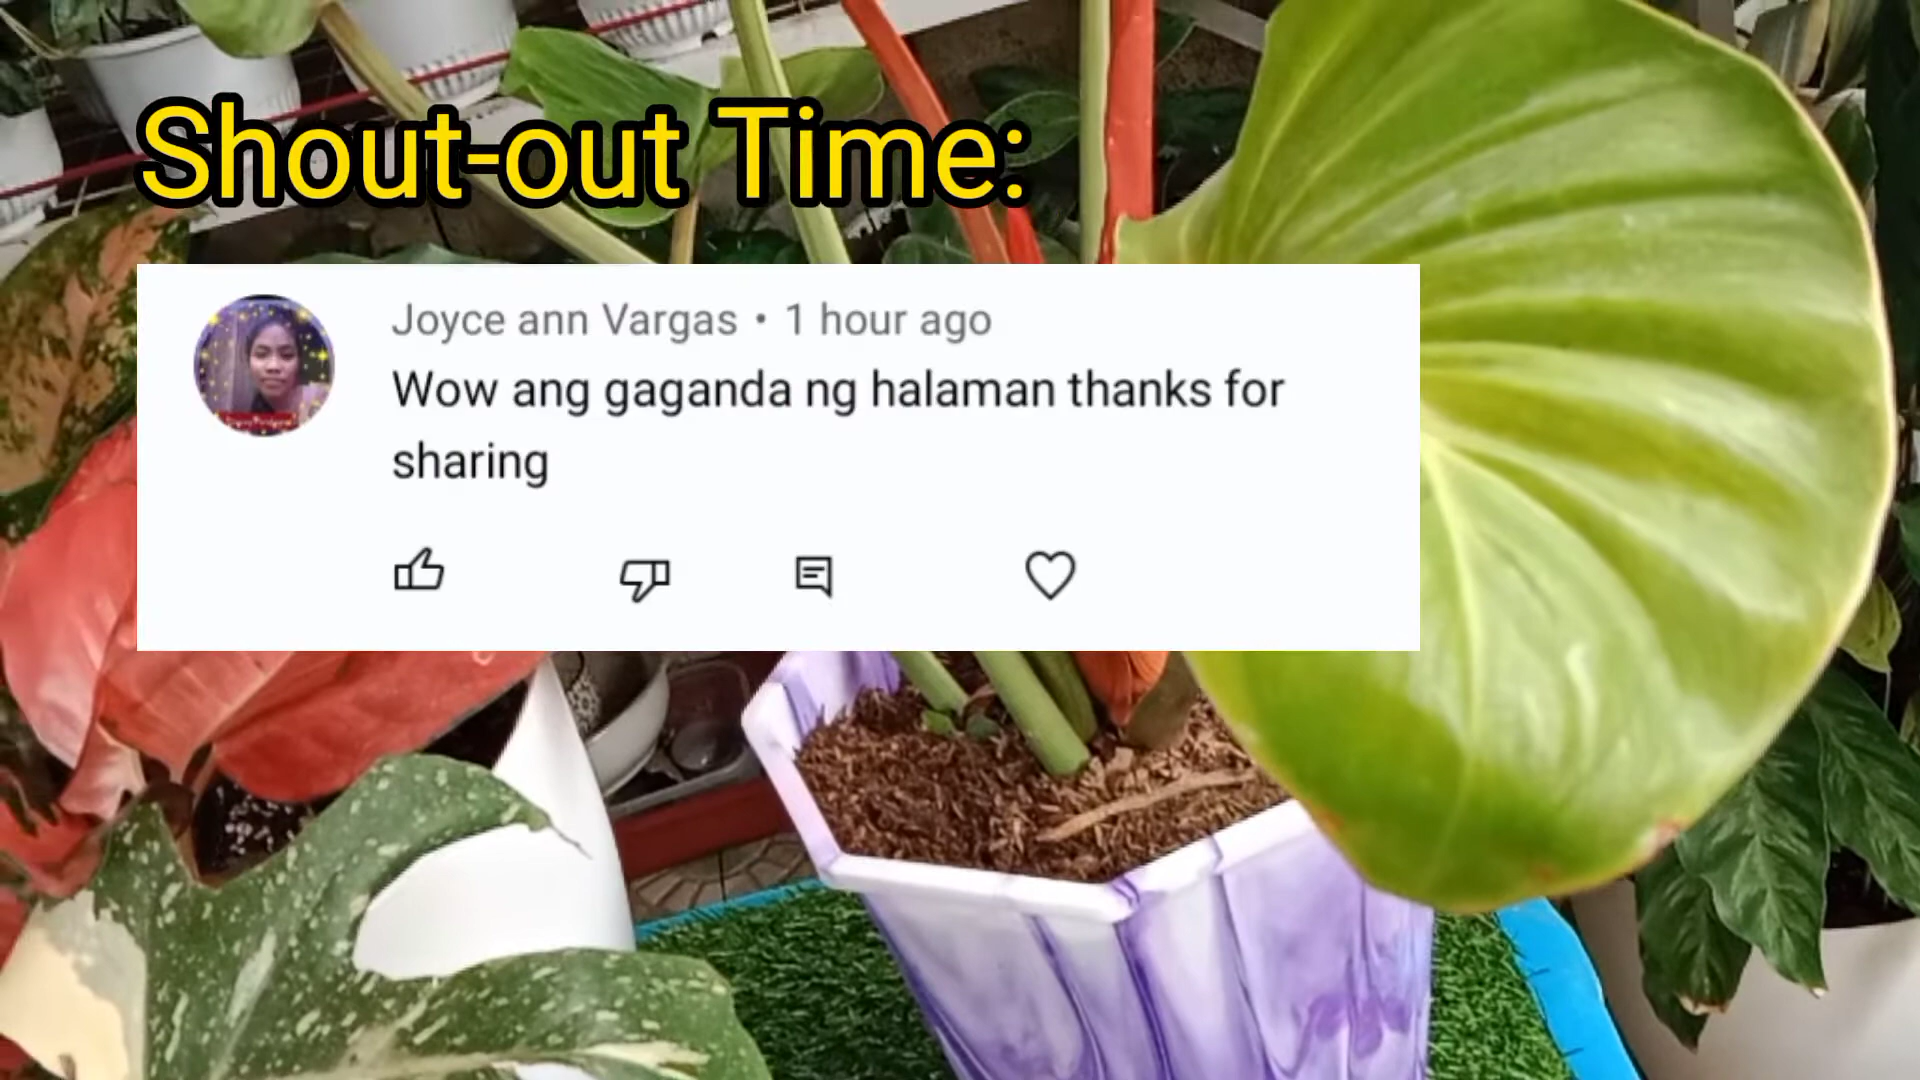 Shout-out Time:
Joyce ann Vargas • 1 hour ago
Wow ang gaganda ng halaman thanks for
sharing